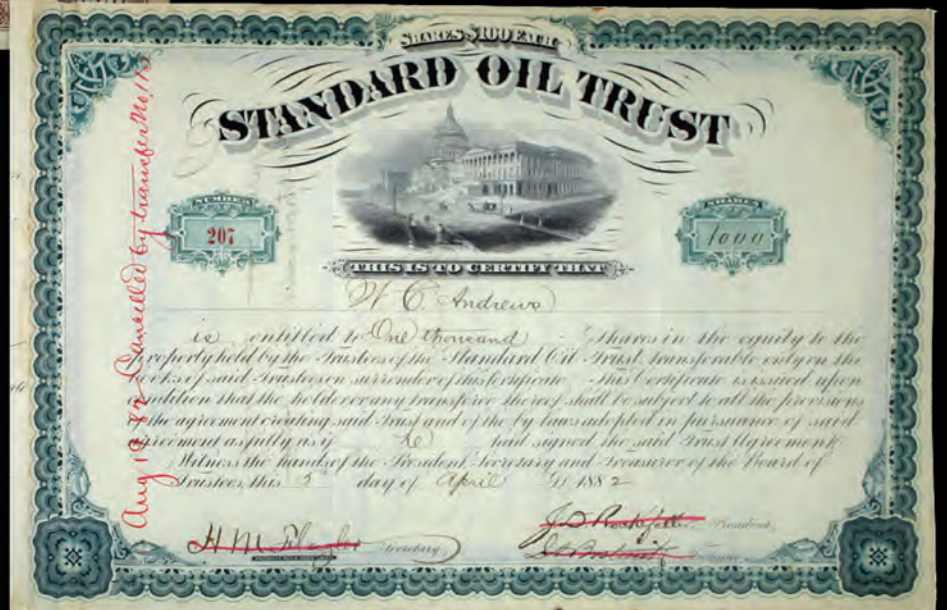 SHARES $100 EACH
STANDARD OIL TRUST
NUMBER
207
SHARES
1000
THIS IS TO CERTIFY THAT
W. C. Andrews
is entitled to One thousand Shares in the equity to the
property held by the Trustees of the Standard Oil Trust, transferable only on the
books of said Trustees on surrender of this Certificate. This Certificate is issued upon
condition that the holder or any transferee thereof shall be subject to all the provisions
of the agreement creating said Trust and of the by-laws adopted in pursuance of said
agreement as fully as if he had signed the said Trust Agreement.
Witness the hands of the President Secretary and Treasurer of the Board of
Trustees, this 5 day of April 1882
H M Flagler Secretary
J D Rockefeller President
Aug 19 82 Cancelled by transfer No.